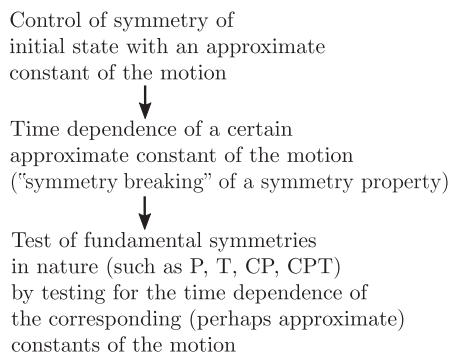 Control of symmetry of
initial state with an approximate
constant of the motion
Time dependence of a certain
approximate constant of the motion
(“symmetry breaking” of a symmetry property)
Test of fundamental symmetries
in nature (such as P, T, CP, CPT)
by testing for the time dependence of
the corresponding (perhaps approximate)
constants of the motion